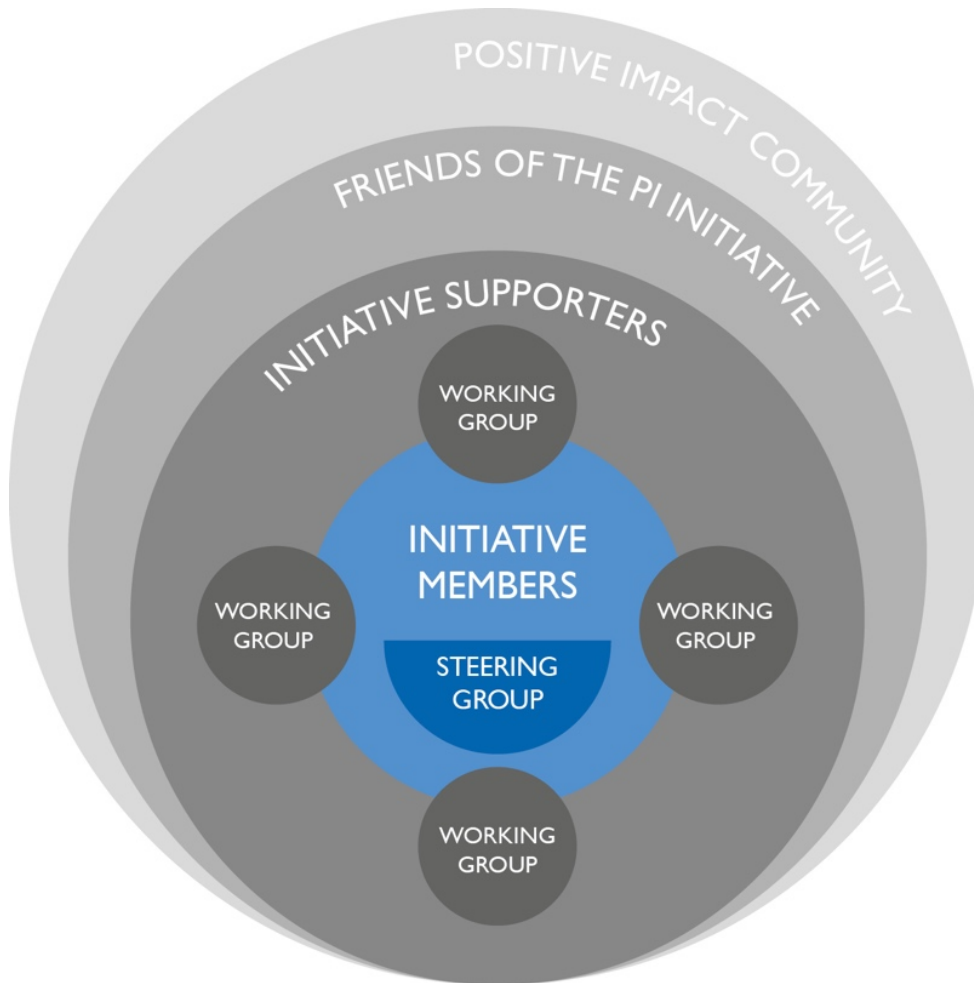 POSITIVE IMPACT COMMUNITY
FRIENDS OF THE PI INITIATIVE
INITIATIVE SUPPORTERS
WORKING
GROUP
INITIATIVE
MEMBERS
WORKING
GROUP
WORKING
GROUP
STEERING
GROUP
WORKING
GROUP